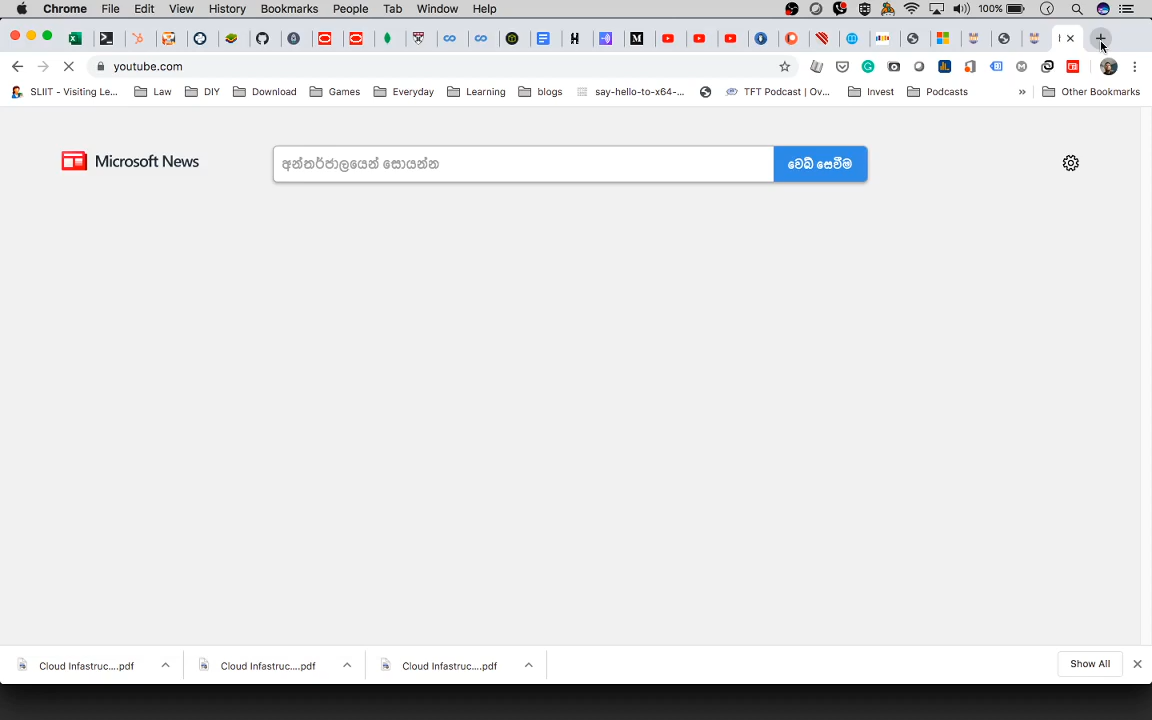 Chrome File Edit View History Bookmarks People Tab Window Help 100%
youtube.com
SLIIT - Visiting Le... Law DIY Download Games Everyday Learning blogs say-hello-to-x64-... TFT Podcast | Ov... Invest Podcasts » Other Bookmarks
Microsoft News අන්තර්ජාලයෙන් සොයන්න වෙබ් සෙවීම
Cloud Infastruc....pdf Cloud Infastruc....pdf Cloud Infastruc....pdf Show All